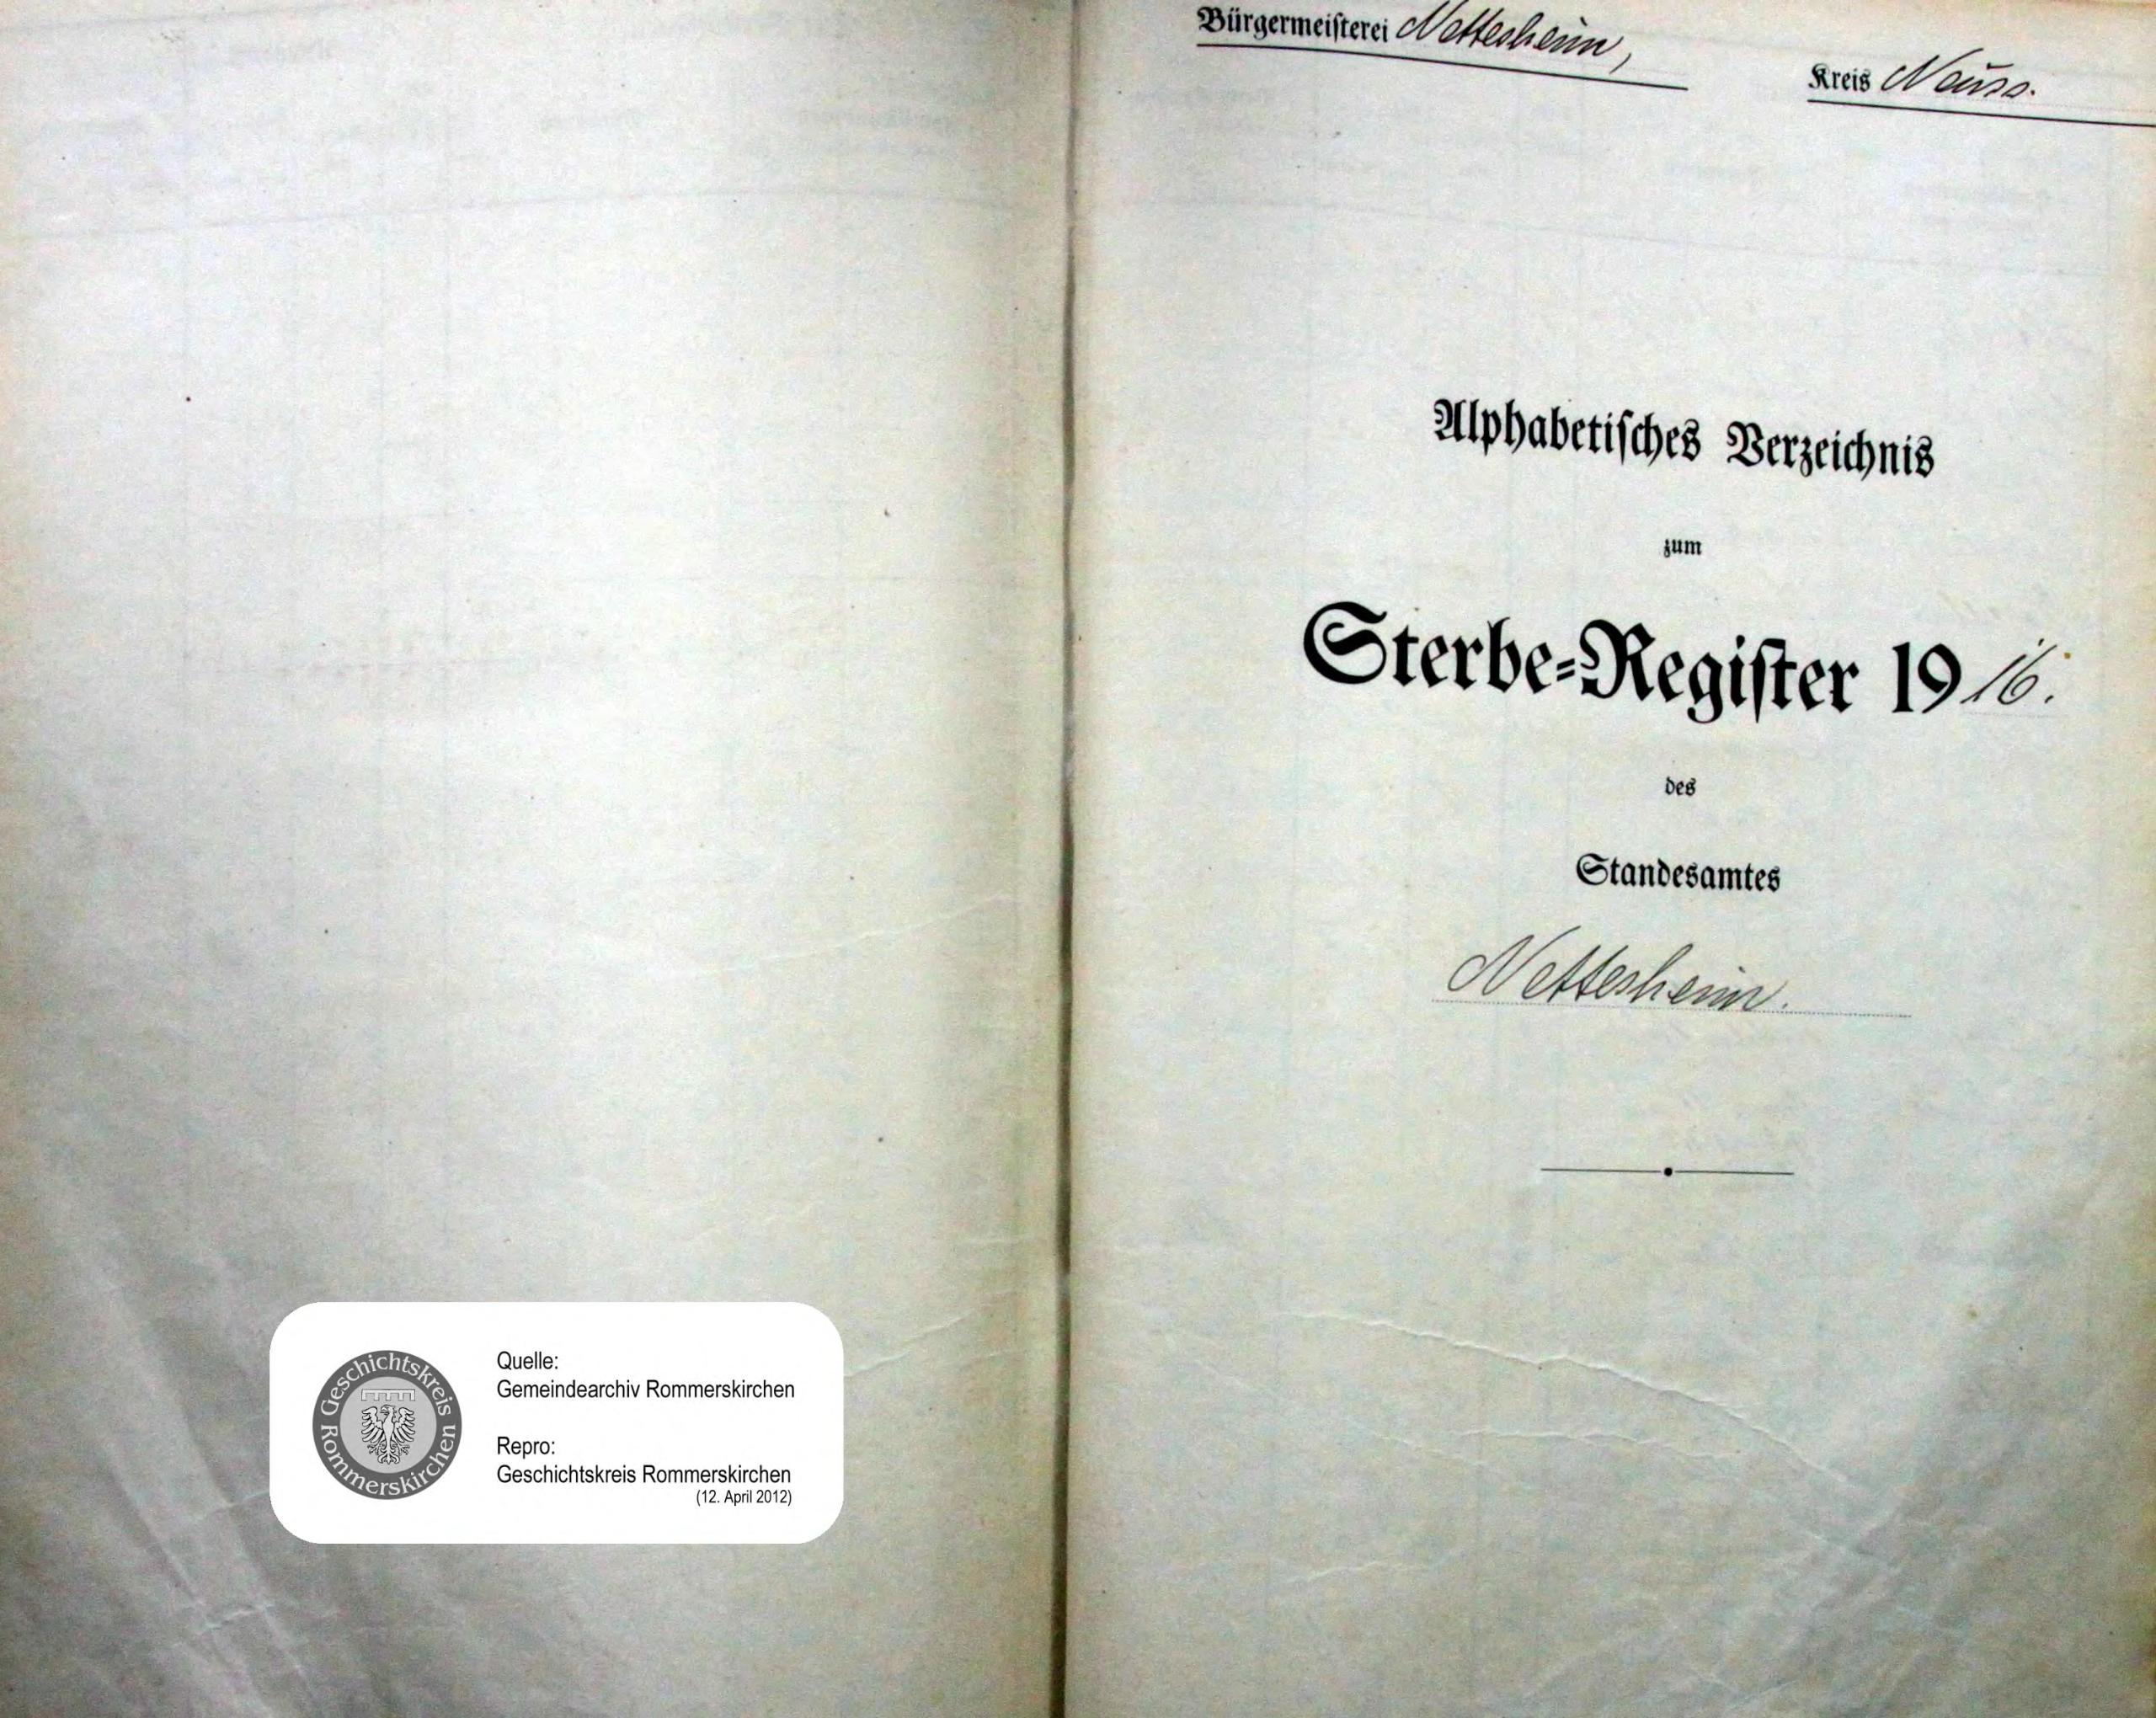 Bürgermeisterei Nettesheim,
Kreis Neuss.
Alphabetisches Verzeichnis
zum
Sterbe=Register 1916.
des
Standesamtes
Nettesheim.
Geschichtskreis Rommerskirchen
Quelle:
Gemeindearchiv Rommerskirchen
Repro:
Geschichtskreis Rommerskirchen
(12. April 2012)